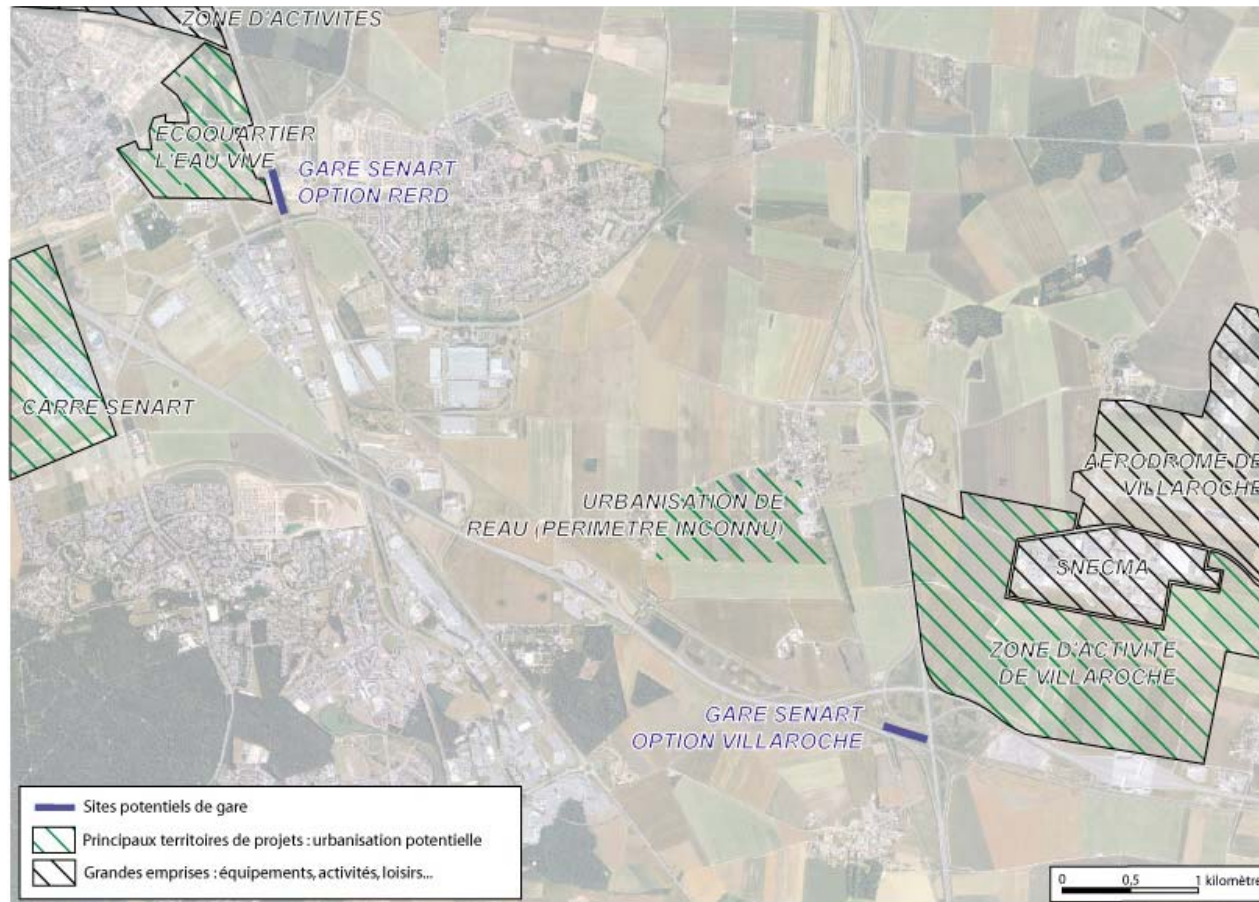 ZONE D'ACTIVITES
ECOQUARTIER
L'EAU VIVE
GARE SENART
OPTION RERD
CARRE SENART
URBANISATION DE
REAU (PERIMETRE INCONNU)
AERODROME DE
VILLAROCHE
SNECMA
ZONE D'ACTIVITE
DE VILLAROCHE
GARE SENART
OPTION VILLAROCHE
Sites potentiels de gare
Principaux territoires de projets : urbanisation potentielle
Grandes emprises : équipements, activités, loisirs...
0 0,5 1 kilomètre